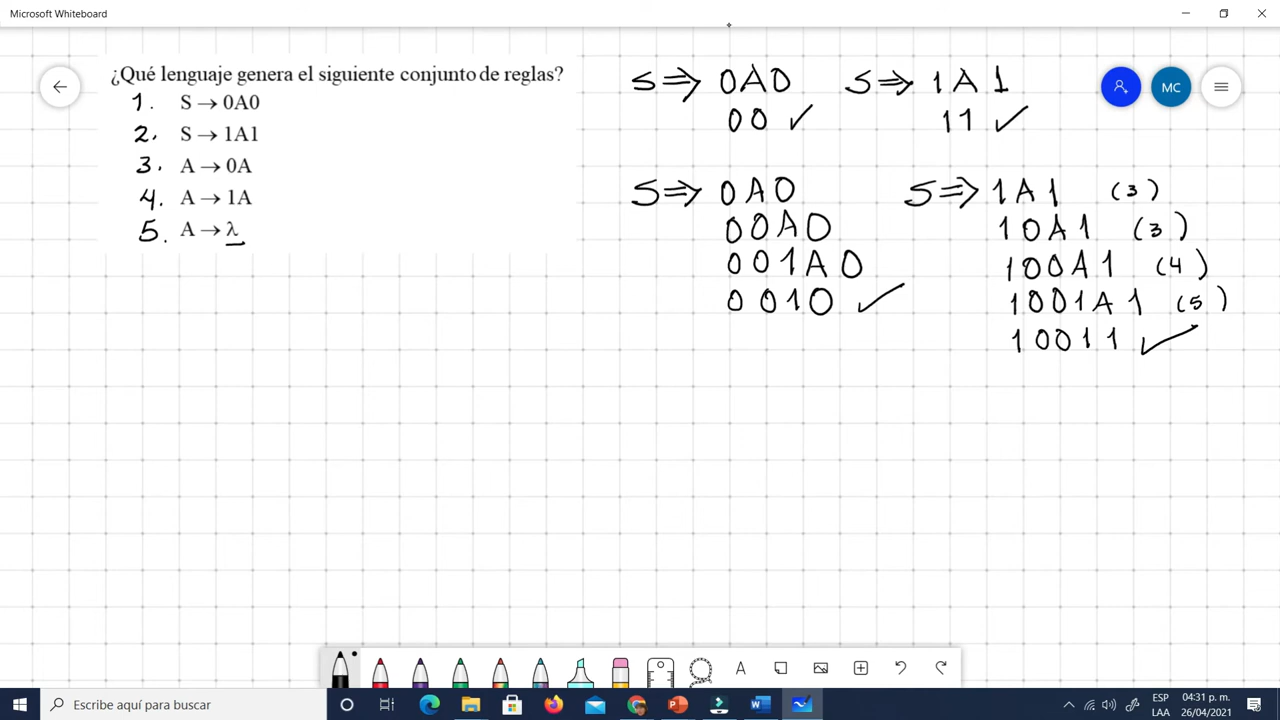 Microsoft Whiteboard
¿Qué lenguaje genera el siguiente conjunto de reglas?
1. S → 0A0
2. S → 1A1
3. A → 0A
4. A → 1A
5. A → λ
S ⇒ 0A0
00 ✓
S ⇒ 1A1
11 ✓
S ⇒ 0A0
00A0
001A0
0010 ✓
S ⇒ 1A1 (3)
10A1 (3)
100A1 (4)
1001A1 (5)
10011 ✓
MC
A
Escribe aquí para buscar
ESP
LAA
04:31 p. m.
26/04/2021